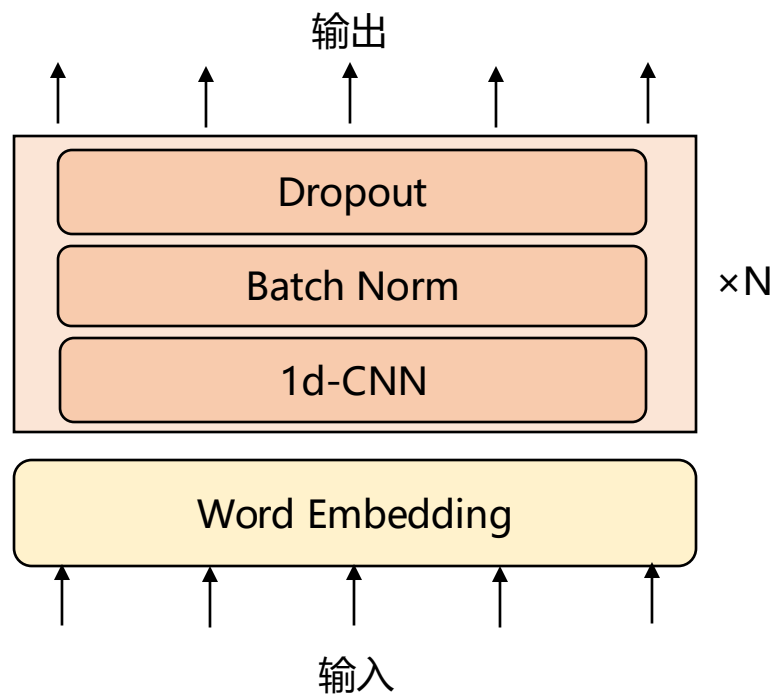 输出
Dropout
Batch Norm
×N
1d-CNN
Word Embedding
输入